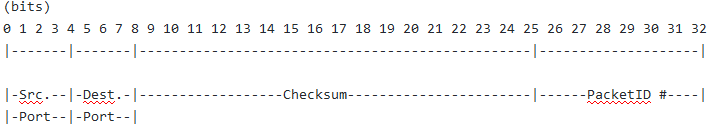 (bits)
0 1 2 3 4 5 6 7 8 9 10 11 12 13 14 15 16 17 18 19 20 21 22 23 24 25 26 27 28 29 30 31 32
|-------|-------|-------------------------------------------------|--------------------|
|-Src.--|-Dest.-|------------------Checksum-----------------------|------PacketID #----|
|-Port--|-Port--|